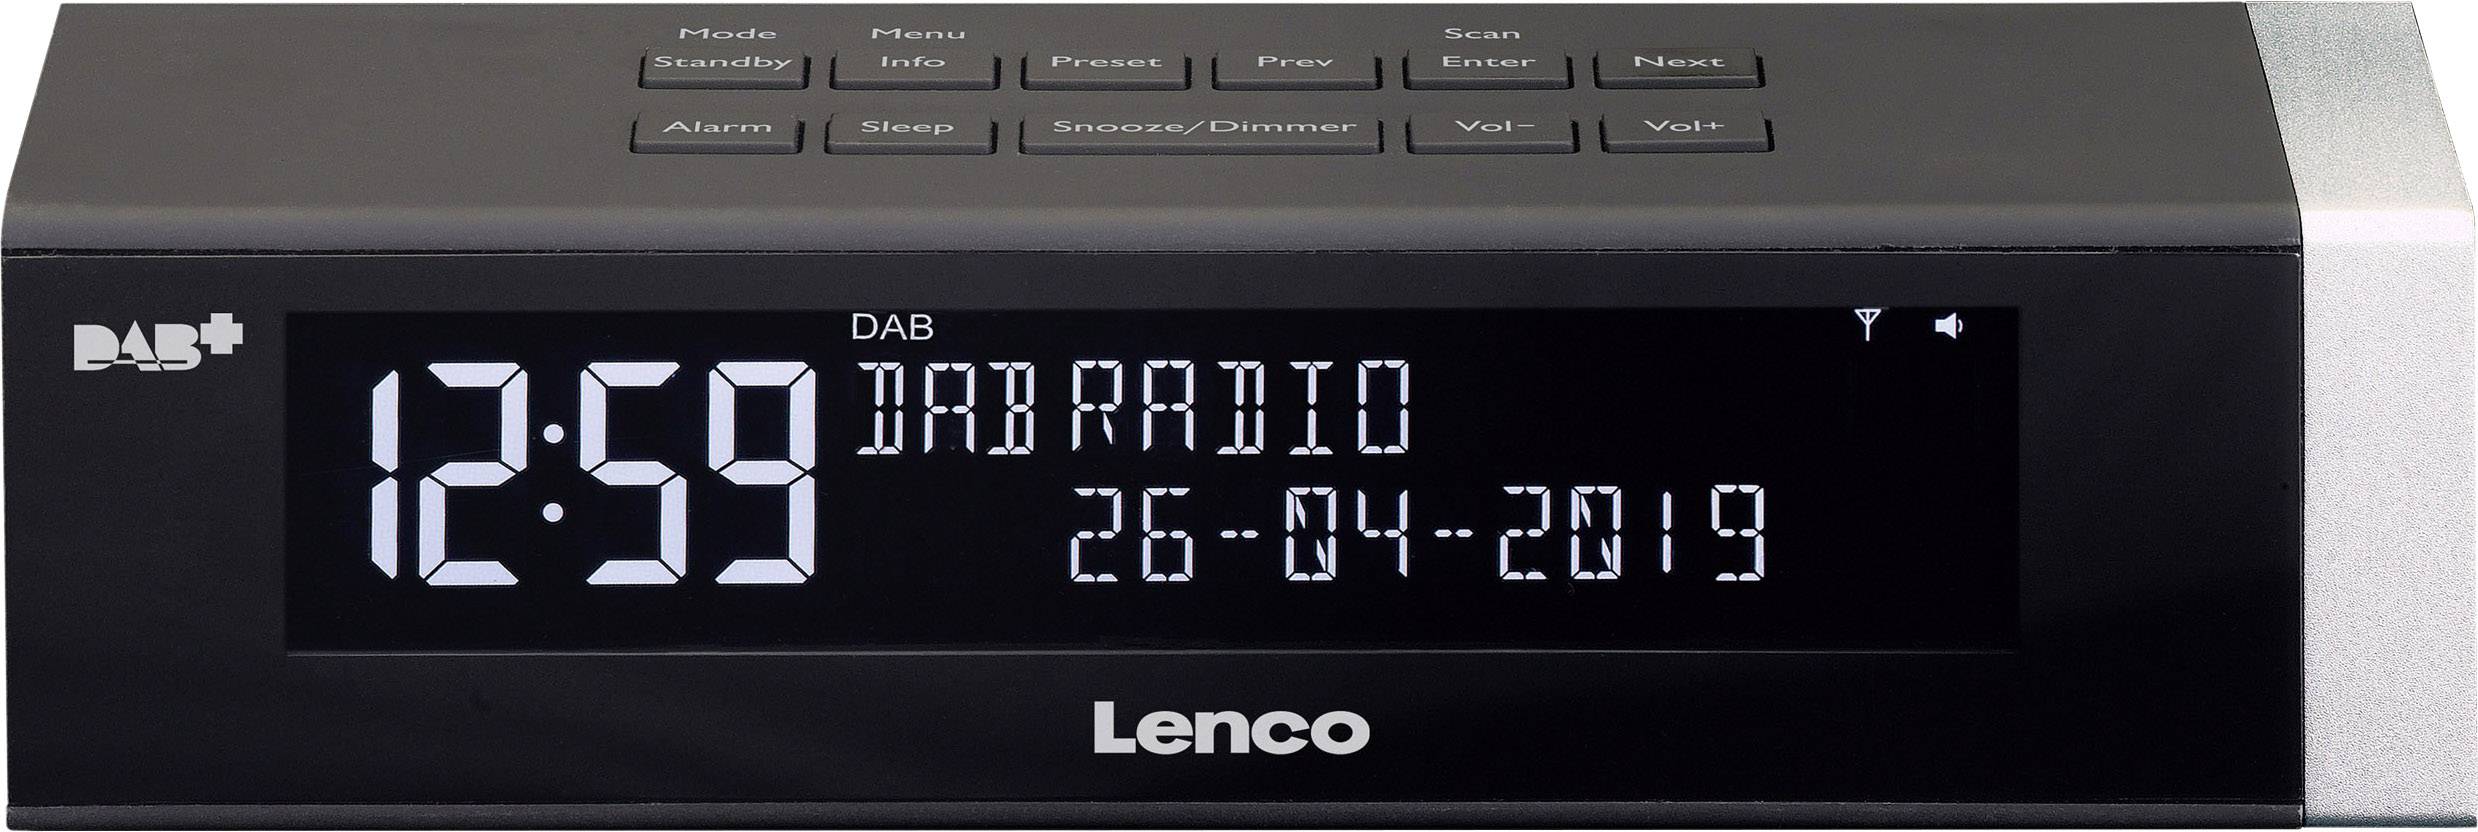 Mode Menu Scan
Standby Info Preset Prev Enter Next
Alarm Sleep Snooze/Dimmer Vol- Vol+
DAB+
DAB
12:59 DAB RADIO
26-04-2019
Lenco